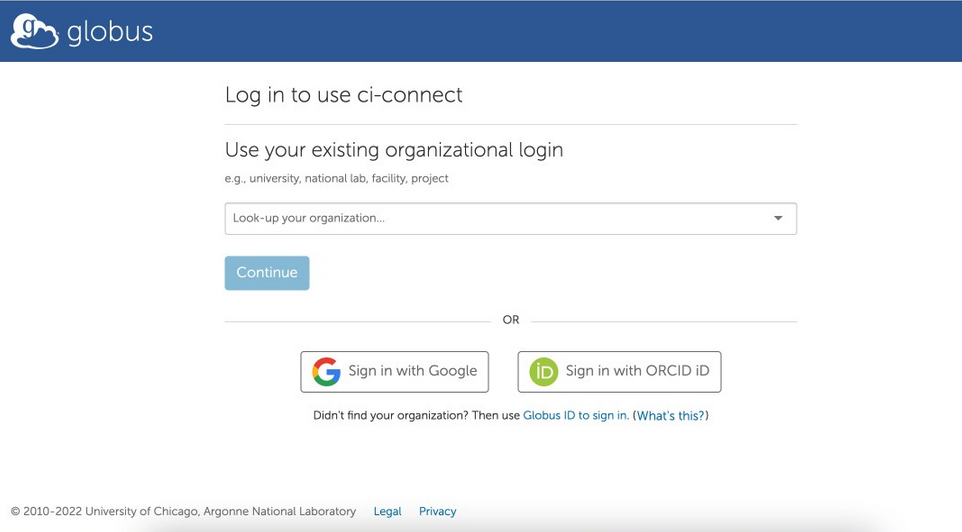 globus
Log in to use ci-connect
Use your existing organizational login
e.g., university, national lab, facility, project
Look-up your organization...
Continue
OR
Sign in with Google
iD Sign in with ORCID iD
Didn't find your organization? Then use Globus ID to sign in. (What's this?)
© 2010-2022 University of Chicago, Argonne National Laboratory Legal Privacy